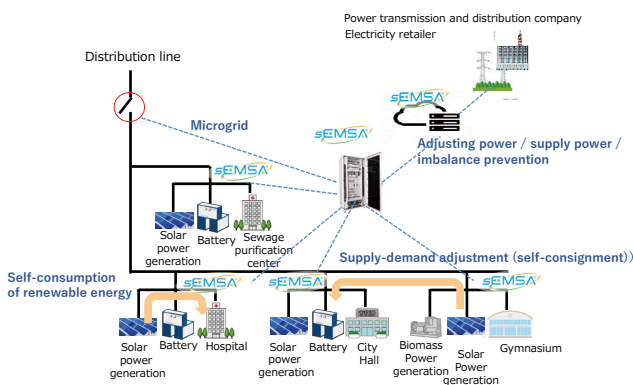 Power transmission and distribution company
Electricity retailer
Distribution line
sEMSA
Microgrid
sEMSA
Adjusting power / supply power /
imbalance prevention
sEMSA
Solar
power
generation
Battery
Sewage
purification
center
Supply-demand adjustment (self-consignment))
Self-consumption
of renewable energy
sEMSA
sEMSA
sEMSA
Solar
power
generation
Battery
Hospital
Solar
power
generation
Battery
City
Hall
Biomass
Power
generation
Solar
Power
generation
Gymnasium